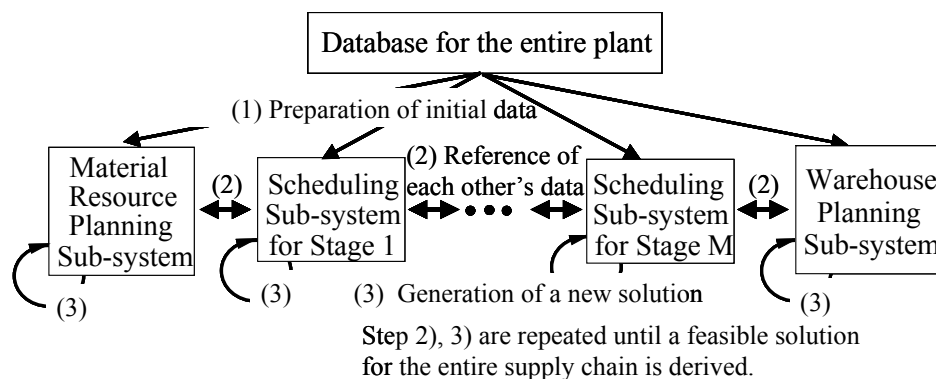 Database for the entire plant
(1) Preparation of initial data
Material
Resource
Planning
Sub-system
(2)
Scheduling
Sub-system
for Stage 1
(2) Reference of
each other's data
Scheduling
Sub-system
for Stage M
(2)
Warehouse
Planning
Sub-system
(3)
(3)
(3) Generation of a new solution
(3)
Step 2), 3) are repeated until a feasible solution
for the entire supply chain is derived.